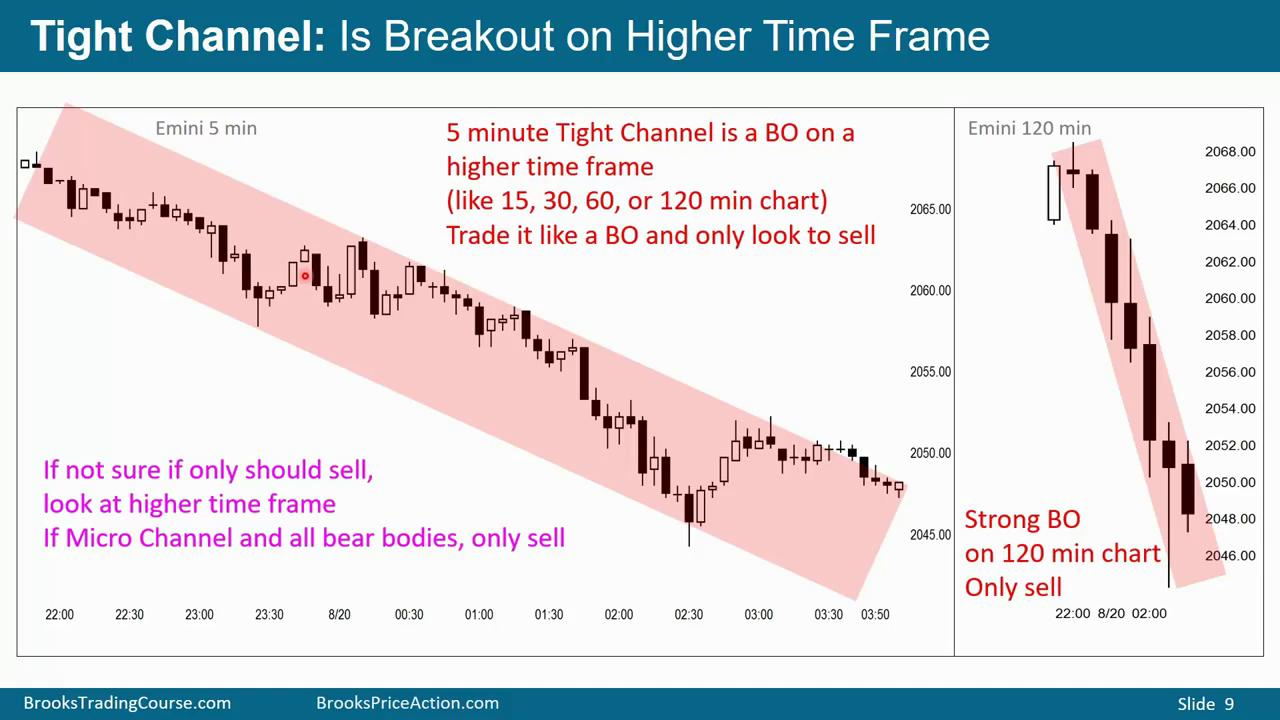 Tight Channel: Is Breakout on Higher Time Frame
Emini 5 min
5 minute Tight Channel is a BO on a
higher time frame
(like 15, 30, 60, or 120 min chart)
Trade it like a BO and only look to sell
2065.00
2060.00
2055.00
2050.00
2045.00
If not sure if only should sell,
look at higher time frame
If Micro Channel and all bear bodies, only sell
22:00 22:30 23:00 23:30 8/20 00:30 01:00 01:30 02:00 02:30 03:00 03:30 03:50
Emini 120 min
2068.00
2066.00
2064.00
2062.00
2060.00
2058.00
2056.00
2054.00
2052.00
2050.00
2048.00
2046.00
Strong BO
on 120 min chart
Only sell
22:00 8/20 02:00
BrooksTradingCourse.com BrooksPriceAction.com Slide 9